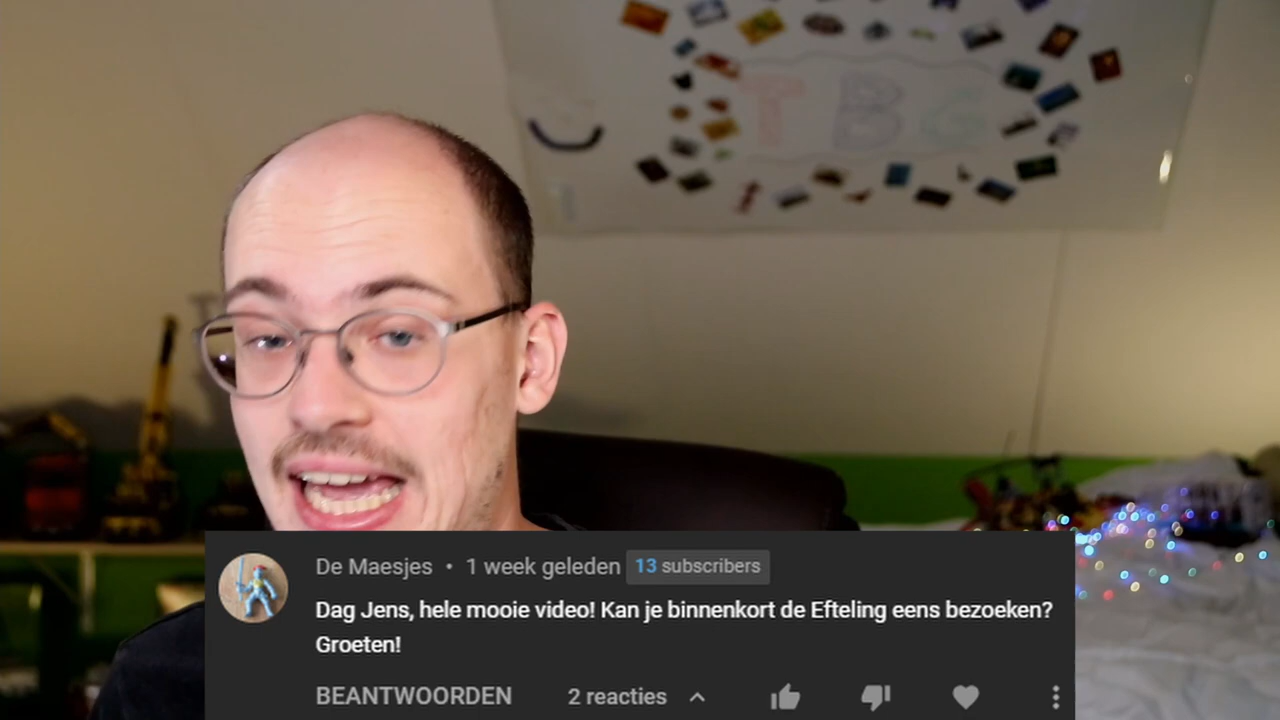 TBG
De Maesjes • 1 week geleden 13 subscribers
Dag Jens, hele mooie video! Kan je binnenkort de Efteling eens bezoeken?
Groeten!
BEANTWOORDEN 2 reacties